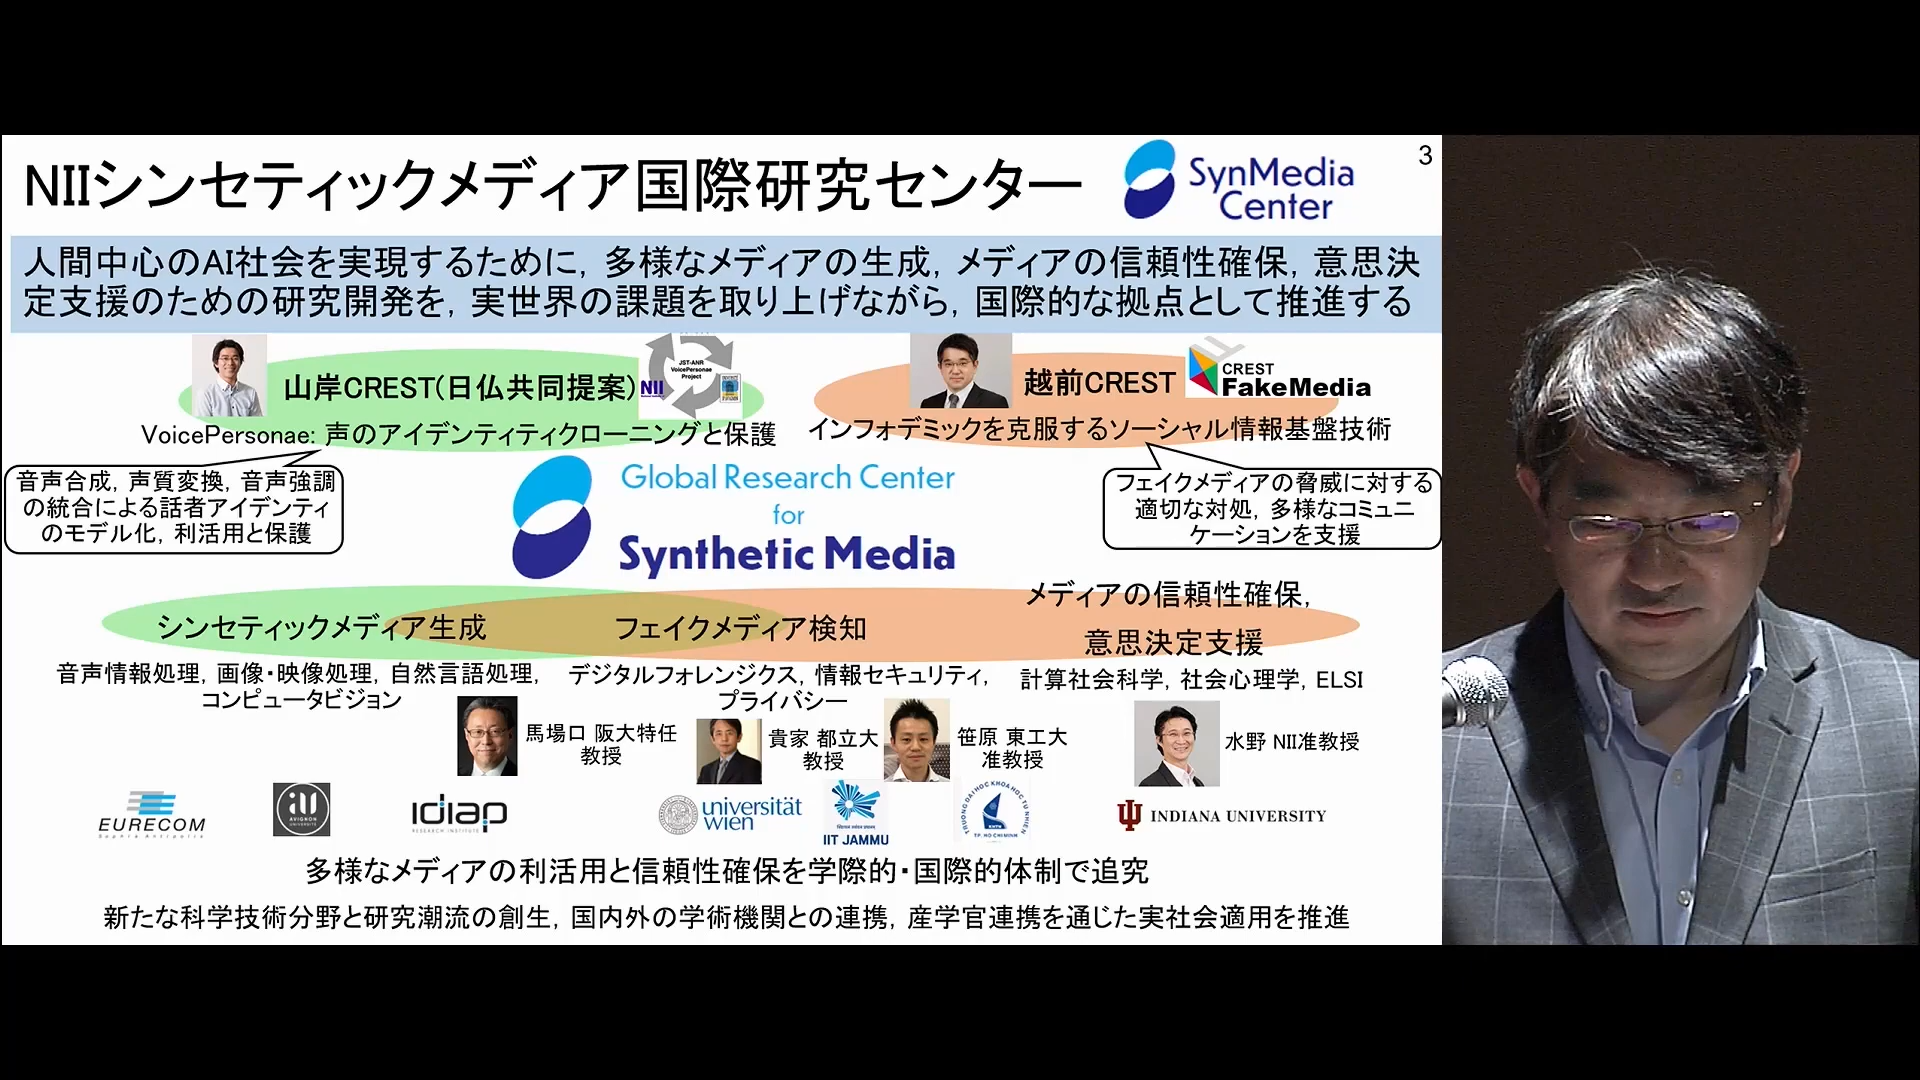 NIIシンセティックメディア国際研究センター
SynMedia
Center
3
人間中心のAI社会を実現するために，多様なメディアの生成，メディアの信頼性確保，意思決
定支援のための研究開発を，実世界の課題を取り上げながら，国際的な拠点として推進する
山岸CREST(日仏共同提案)
JST-ANR
VoicePersonae
Project
NII
VoicePersonae: 声のアイデンティティクローニングと保護
越前CREST
CREST
FakeMedia
インフォデミックを克服するソーシャル情報基盤技術
音声合成，声質変換，音声強調
の統合による話者アイデンティ
のモデル化，利活用と保護
Global Research Center
for
Synthetic Media
フェイクメディアの脅威に対する
適切な対処，多様なコミュニ
ケーションを支援
シンセティックメディア生成
フェイクメディア検知
メディアの信頼性確保，
意思決定支援
音声情報処理，画像・映像処理，自然言語処理，
コンピュータビジョン
デジタルフォレンジクス，情報セキュリティ，
プライバシー
計算社会科学，社会心理学，ELSI
馬場口 阪大特任
教授
貴家 都立大
教授
笹原 東工大
准教授
水野 NII准教授
EURECOM
Sophia Antipolis
AVIGNON
UNIVERSITÉ
idiap
RESEARCH INSTITUTE
universität
wien
IIT JAMMU
TRƯỜNG ĐẠI HỌC KHOA HỌC TỰ NHIÊN
TP. HỒ CHÍ MINH
INDIANA UNIVERSITY
多様なメディアの利活用と信頼性確保を学際的・国際的体制で追究
新たな科学技術分野と研究潮流の創生，国内外の学術機関との連携，産学官連携を通じた実社会適用を推進